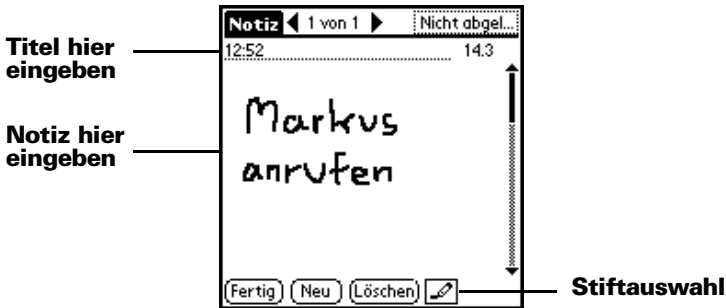 Notiz 1 von 1 Nicht abgel...
Titel hier
eingeben
12:52 14.3
Notiz hier
eingeben
Markus
anrufen
Fertig Neu Löschen
Stiftauswahl